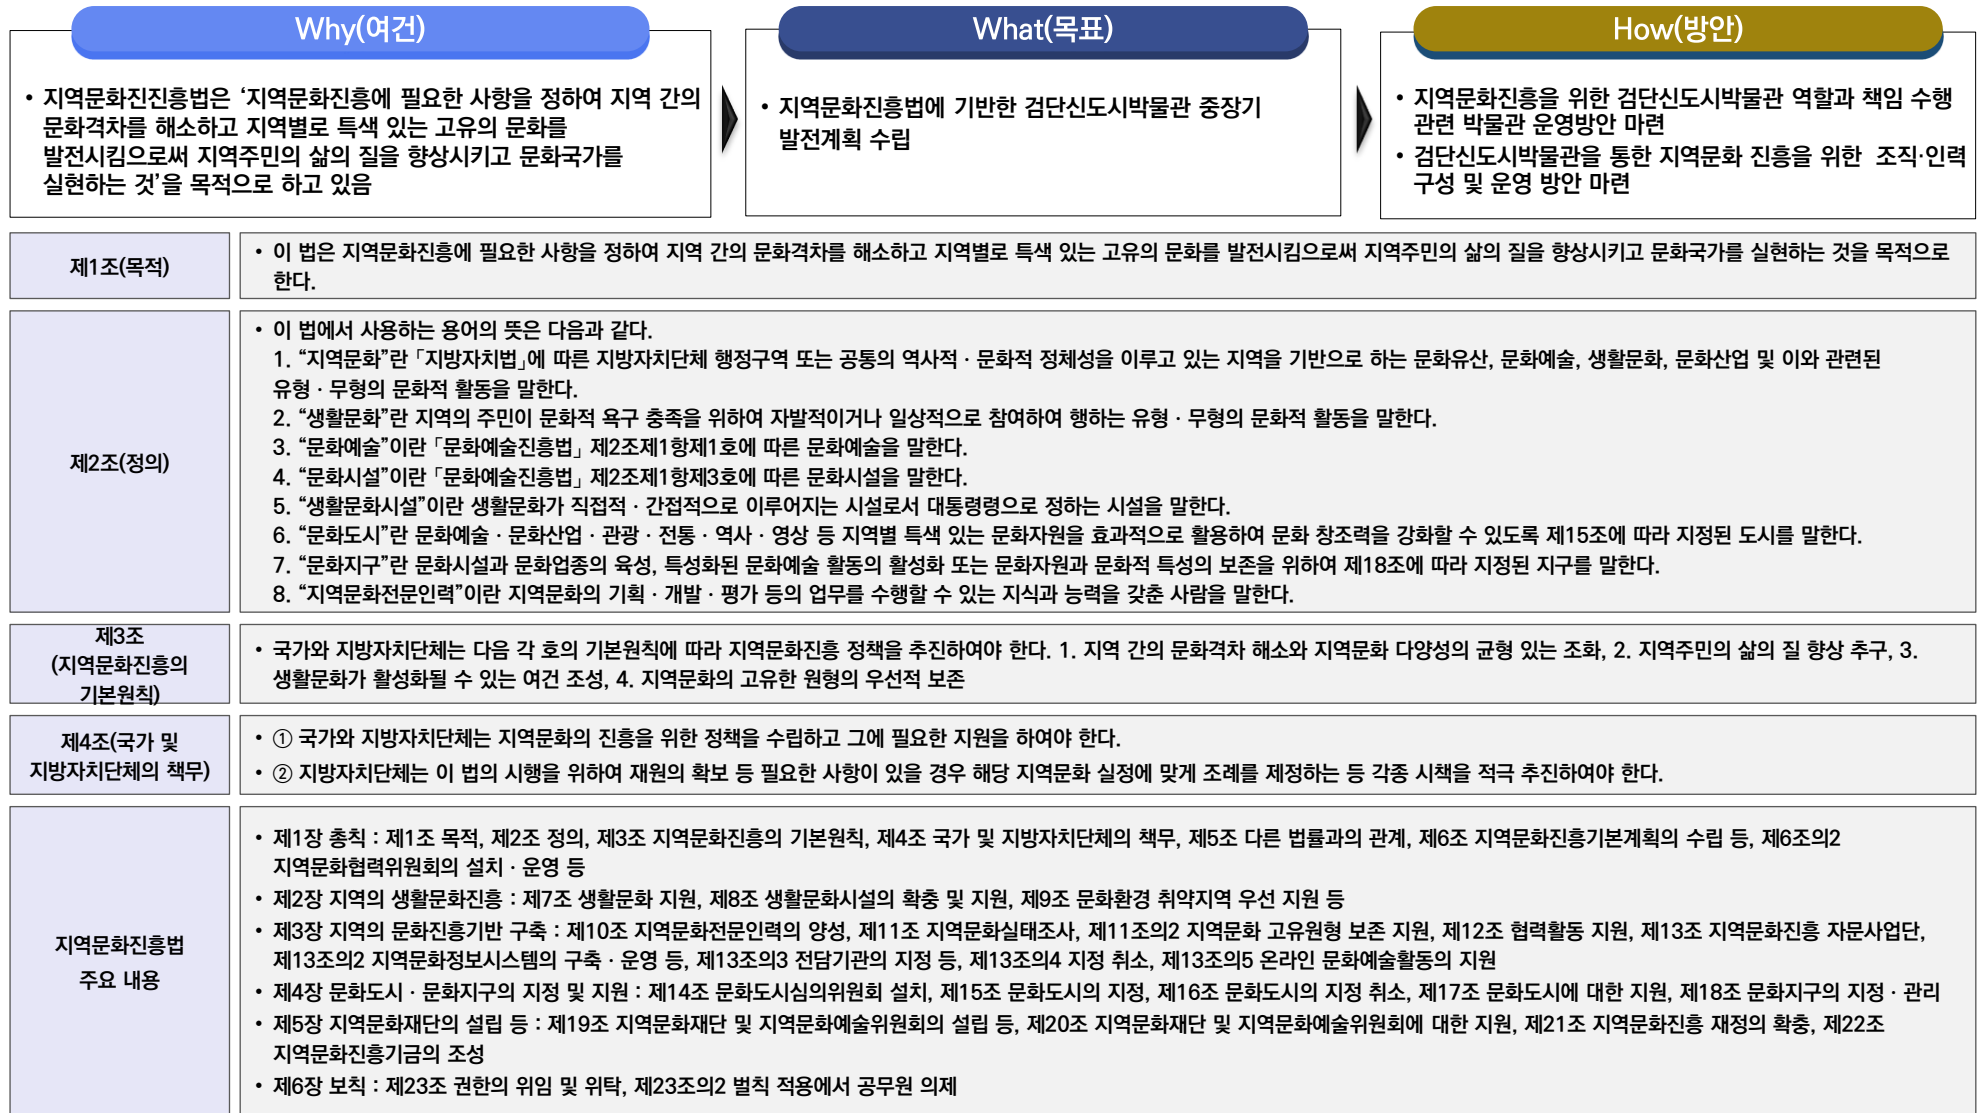 Why(여건)
• 지역문화진진흥법은 ‘지역문화진흥에 필요한 사항을 정하여 지역 간의
문화격차를 해소하고 지역별로 특색 있는 고유의 문화를
발전시킴으로써 지역주민의 삶의 질을 향상시키고 문화국가를
실현하는 것’을 목적으로 하고 있음
What(목표)
• 지역문화진흥법에 기반한 검단신도시박물관 중장기
발전계획 수립
How(방안)
• 지역문화진흥을 위한 검단신도시박물관 역할과 책임 수행
관련 박물관 운영방안 마련
• 검단신도시박물관을 통한 지역문화 진흥을 위한 조직·인력
구성 및 운영 방안 마련
제1조(목적)
• 이 법은 지역문화진흥에 필요한 사항을 정하여 지역 간의 문화격차를 해소하고 지역별로 특색 있는 고유의 문화를 발전시킴으로써 지역주민의 삶의 질을 향상시키고 문화국가를 실현하는 것을 목적으로
한다.
제2조(정의)
• 이 법에서 사용하는 용어의 뜻은 다음과 같다.
1. “지역문화”란 「지방자치법」에 따른 지방자치단체 행정구역 또는 공통의 역사적 · 문화적 정체성을 이루고 있는 지역을 기반으로 하는 문화유산, 문화예술, 생활문화, 문화산업 및 이와 관련된
유형 · 무형의 문화적 활동을 말한다.
2. “생활문화”란 지역의 주민이 문화적 욕구 충족을 위하여 자발적이거나 일상적으로 참여하여 행하는 유형 · 무형의 문화적 활동을 말한다.
3. “문화예술”이란 「문화예술진흥법」 제2조제1항제1호에 따른 문화예술을 말한다.
4. “문화시설”이란 「문화예술진흥법」 제2조제1항제3호에 따른 문화시설을 말한다.
5. “생활문화시설”이란 생활문화가 직접적 · 간접적으로 이루어지는 시설로서 대통령령으로 정하는 시설을 말한다.
6. “문화도시”란 문화예술 · 문화산업 · 관광 · 전통 · 역사 · 영상 등 지역별 특색 있는 문화자원을 효과적으로 활용하여 문화 창조력을 강화할 수 있도록 제15조에 따라 지정된 도시를 말한다.
7. “문화지구”란 문화시설과 문화업종의 육성, 특성화된 문화예술 활동의 활성화 또는 문화자원과 문화적 특성의 보존을 위하여 제18조에 따라 지정된 지구를 말한다.
8. “지역문화전문인력”이란 지역문화의 기획 · 개발 · 평가 등의 업무를 수행할 수 있는 지식과 능력을 갖춘 사람을 말한다.
제3조
(지역문화진흥의
기본원칙)
• 국가와 지방자치단체는 다음 각 호의 기본원칙에 따라 지역문화진흥 정책을 추진하여야 한다. 1. 지역 간의 문화격차 해소와 지역문화 다양성의 균형 있는 조화, 2. 지역주민의 삶의 질 향상 추구, 3.
생활문화가 활성화될 수 있는 여건 조성, 4. 지역문화의 고유한 원형의 우선적 보존
제4조(국가 및
지방자치단체의 책무)
• ① 국가와 지방자치단체는 지역문화의 진흥을 위한 정책을 수립하고 그에 필요한 지원을 하여야 한다.
• ② 지방자치단체는 이 법의 시행을 위하여 재원의 확보 등 필요한 사항이 있을 경우 해당 지역문화 실정에 맞게 조례를 제정하는 등 각종 시책을 적극 추진하여야 한다.
지역문화진흥법
주요 내용
• 제1장 총칙 : 제1조 목적, 제2조 정의, 제3조 지역문화진흥의 기본원칙, 제4조 국가 및 지방자치단체의 책무, 제5조 다른 법률과의 관계, 제6조 지역문화진흥기본계획의 수립 등, 제6조의2
지역문화협력위원회의 설치 · 운영 등
• 제2장 지역의 생활문화진흥 : 제7조 생활문화 지원, 제8조 생활문화시설의 확충 및 지원, 제9조 문화환경 취약지역 우선 지원 등
• 제3장 지역의 문화진흥기반 구축 : 제10조 지역문화전문인력의 양성, 제11조 지역문화실태조사, 제11조의2 지역문화 고유원형 보존 지원, 제12조 협력활동 지원, 제13조 지역문화진흥 자문사업단,
제13조의2 지역문화정보시스템의 구축 · 운영 등, 제13조의3 전담기관의 지정 등, 제13조의4 지정 취소, 제13조의5 온라인 문화예술활동의 지원
• 제4장 문화도시 · 문화지구의 지정 및 지원 : 제14조 문화도시심의위원회 설치, 제15조 문화도시의 지정, 제16조 문화도시의 지정 취소, 제17조 문화도시에 대한 지원, 제18조 문화지구의 지정 · 관리
• 제5장 지역문화재단의 설립 등 : 제19조 지역문화재단 및 지역문화예술위원회의 설립 등, 제20조 지역문화재단 및 지역문화예술위원회에 대한 지원, 제21조 지역문화진흥 재정의 확충, 제22조
지역문화진흥기금의 조성
• 제6장 보칙 : 제23조 권한의 위임 및 위탁, 제23조의2 벌칙 적용에서 공무원 의제